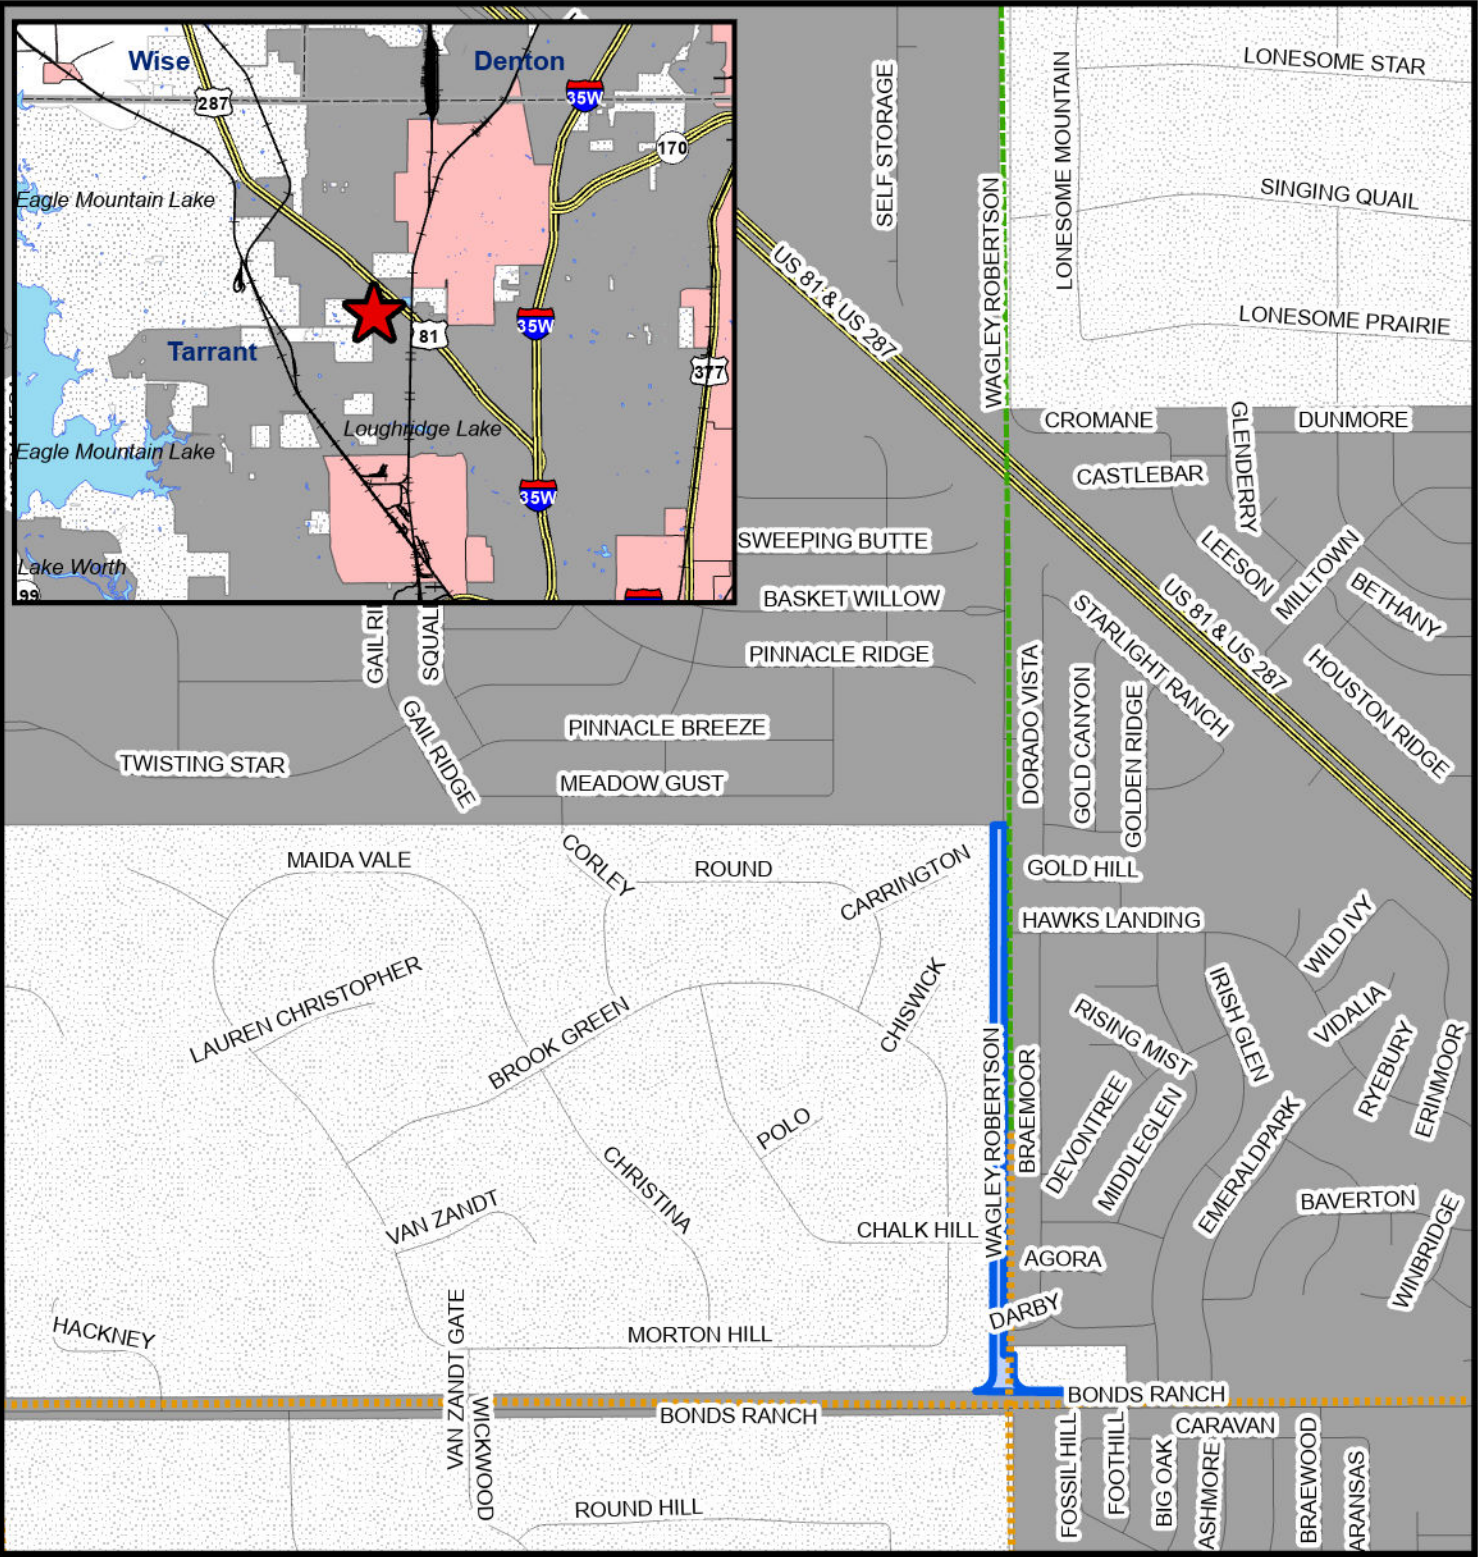 Wise
Denton
287
35W
170
Eagle Mountain Lake
35W
81
Tarrant
377
Loughridge Lake
Eagle Mountain Lake
35W
Lake Worth
99
SELF STORAGE
WAGLEY ROBERTSON
LONESOME MOUNTAIN
LONESOME STAR
SINGING QUAIL
LONESOME PRAIRIE
US 81 & US 287
CROMANE
GLENDERRY
DUNMORE
CASTLEBAR
LEESON
MILLTOWN
BETHANY
SWEEPING BUTTE
BASKET WILLOW
PINNACLE RIDGE
US 81 & US 287
STARLIGHT RANCH
HOUSTON RIDGE
DORADO VISTA
GOLD CANYON
GOLDEN RIDGE
GAIL RI
SQUALL
GAIL RIDGE
PINNACLE BREEZE
TWISTING STAR
MEADOW GUST
MAIDA VALE
CORLEY
ROUND
CARRINGTON
GOLD HILL
HAWKS LANDING
WILD IVY
LAUREN CHRISTOPHER
BROOK GREEN
CHISWICK
IRISH GLEN
VIDALIA
RISING MIST
RYEBURY
ERINMOOR
WAGLEY ROBERTSON
BRAEMOOR
DEVONTREE
MIDDLEGLEN
EMERALDPARK
POLO
CHRISTINA
VAN ZANDT
CHALK HILL
BAVERTON
WINBRIDGE
AGORA
DARBY
HACKNEY
VAN ZANDT GATE
MORTON HILL
BONDS RANCH
BONDS RANCH
WICKWOOD
ROUND HILL
FOSSIL HILL
FOOTHILL
CARAVAN
BIG OAK
ASHMORE
BRAEWOOD
ARANSAS